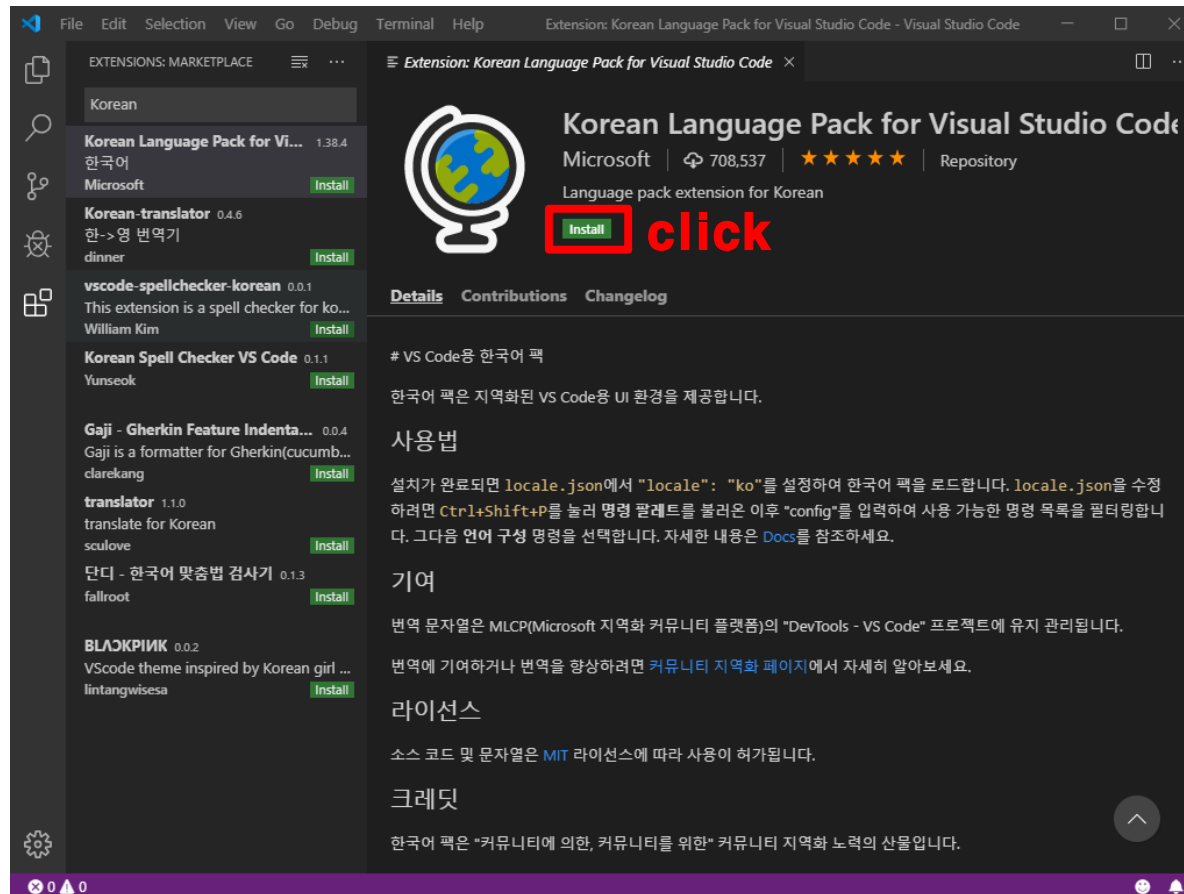 File Edit Selection View Go Debug Terminal Help Extension: Korean Language Pack for Visual Studio Code - Visual Studio Code
EXTENSIONS: MARKETPLACE
Korean
Korean Language Pack for Vi... 1.38.4
한국어
Microsoft Install
Korean-translator 0.4.6
한->영 번역기
dinner Install
vscode-spellchecker-korean 0.0.1
This extension is a spell checker for ko...
William Kim Install
Korean Spell Checker VS Code 0.1.1
Yunseok Install
Gaji - Gherkin Feature Indenta... 0.0.4
Gaji is a formatter for Gherkin(cucumb...
clarekang Install
translator 1.1.0
translate for Korean
sculove Install
단디 - 한국어 맞춤법 검사기 0.1.3
fallroot Install
BLAƆKPIИK 0.0.2
VScode theme inspired by Korean girl ...
lintangwisesa Install
Extension: Korean Language Pack for Visual Studio Code
Korean Language Pack for Visual Studio Code
Microsoft 708,537 ★★★★★ Repository
Language pack extension for Korean
Install click
Details Contributions Changelog
# VS Code용 한국어 팩
한국어 팩은 지역화된 VS Code용 UI 환경을 제공합니다.
사용법
설치가 완료되면 locale.json에서 "locale": "ko"를 설정하여 한국어 팩을 로드합니다. locale.json을 수정
하려면 Ctrl+Shift+P를 눌러 명령 팔레트를 불러온 이후 "config"를 입력하여 사용 가능한 명령 목록을 필터링합니
다. 그다음 언어 구성 명령을 선택합니다. 자세한 내용은 Docs를 참조하세요.
기여
번역 문자열은 MLCP(Microsoft 지역화 커뮤니티 플랫폼)의 "DevTools - VS Code" 프로젝트에 유지 관리됩니다.
번역에 기여하거나 번역을 향상하려면 커뮤니티 지역화 페이지에서 자세히 알아보세요.
라이선스
소스 코드 및 문자열은 MIT 라이선스에 따라 사용이 허가됩니다.
크레딧
한국어 팩은 "커뮤니티에 의한, 커뮤니티를 위한" 커뮤니티 지역화 노력의 산물입니다.
0 0